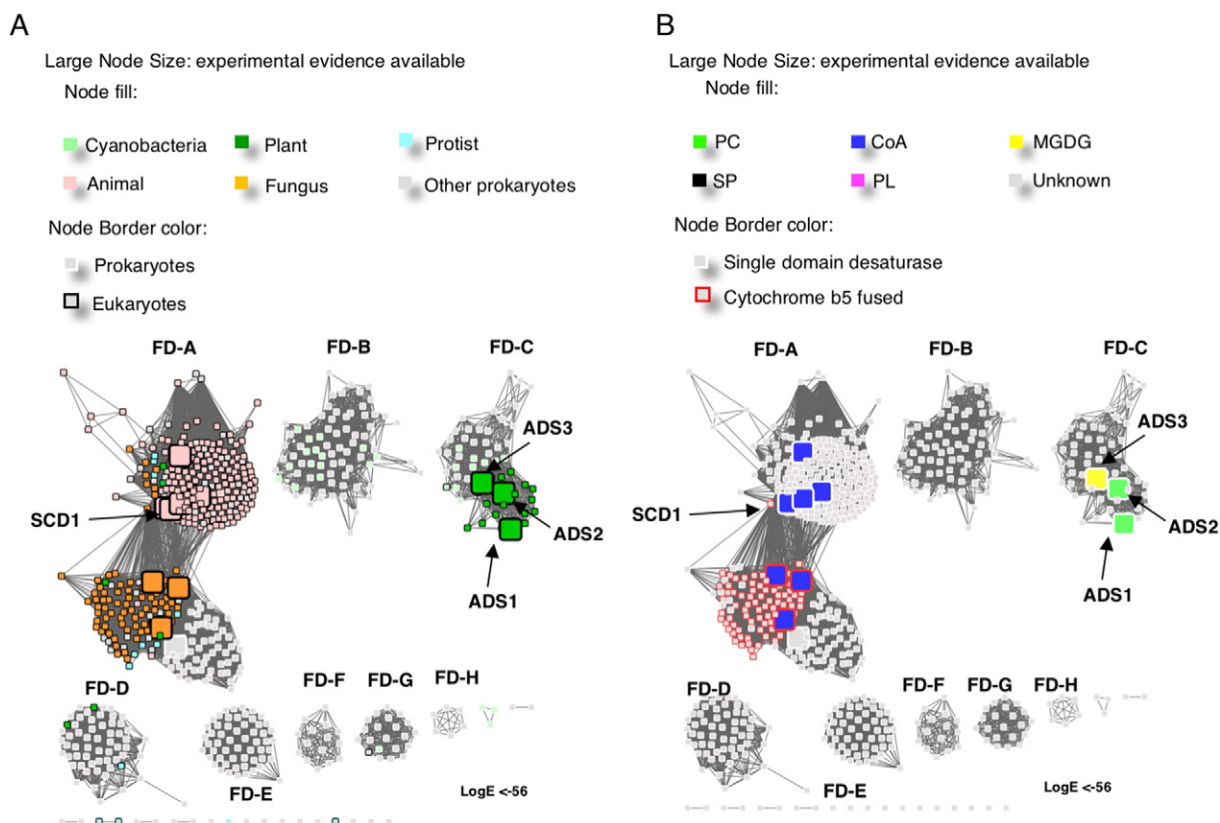 A
Large Node Size: experimental evidence available
Node fill:
Cyanobacteria Plant Protist
Animal Fungus Other prokaryotes
Node Border color:
Prokaryotes
Eukaryotes
FD-A FD-B FD-C
ADS3
SCD1
ADS2
ADS1
FD-D FD-F FD-G FD-H
FD-E
LogE <-56
B
Large Node Size: experimental evidence available
Node fill:
PC CoA MGDG
SP PL Unknown
Node Border color:
Single domain desaturase
Cytochrome b5 fused
FD-A FD-B FD-C
ADS3
SCD1
ADS2
ADS1
FD-D FD-F FD-G FD-H
FD-E
LogE <-56